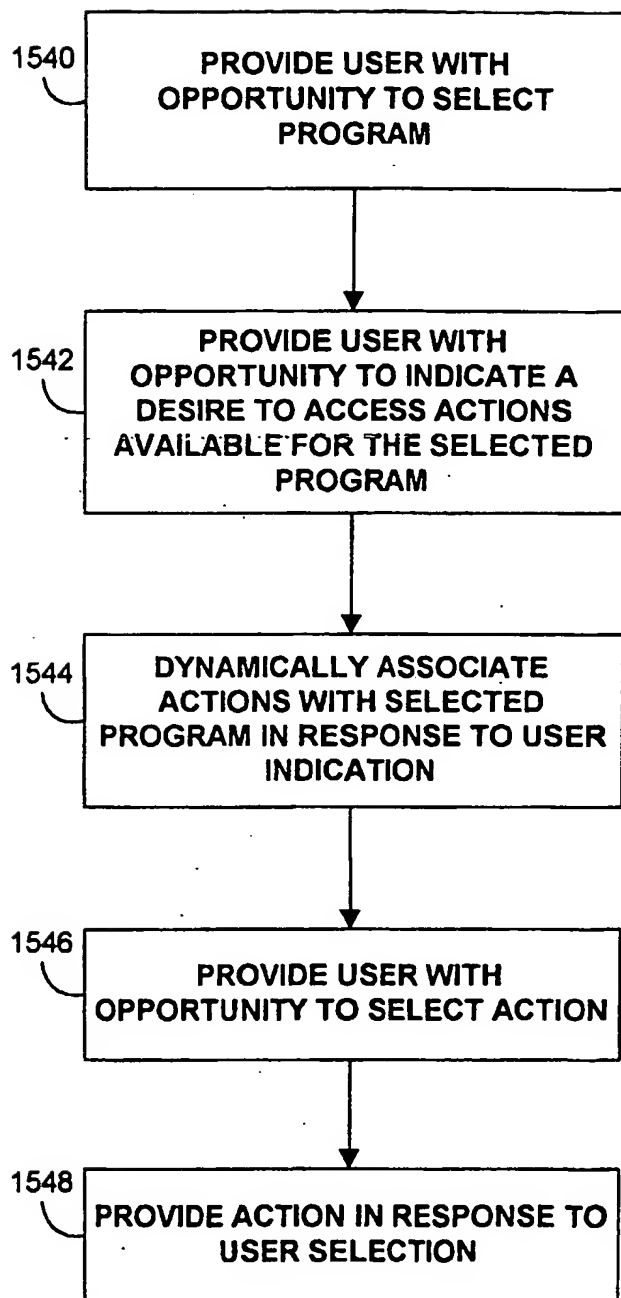 1540
PROVIDE USER WITH
OPPORTUNITY TO SELECT
PROGRAM
1542
PROVIDE USER WITH
OPPORTUNITY TO INDICATE A
DESIRE TO ACCESS ACTIONS
AVAILABLE FOR THE SELECTED
PROGRAM
1544
DYNAMICALLY ASSOCIATE
ACTIONS WITH SELECTED
PROGRAM IN RESPONSE TO USER
INDICATION
1546
PROVIDE USER WITH
OPPORTUNITY TO SELECT ACTION
1548
PROVIDE ACTION IN RESPONSE TO
USER SELECTION